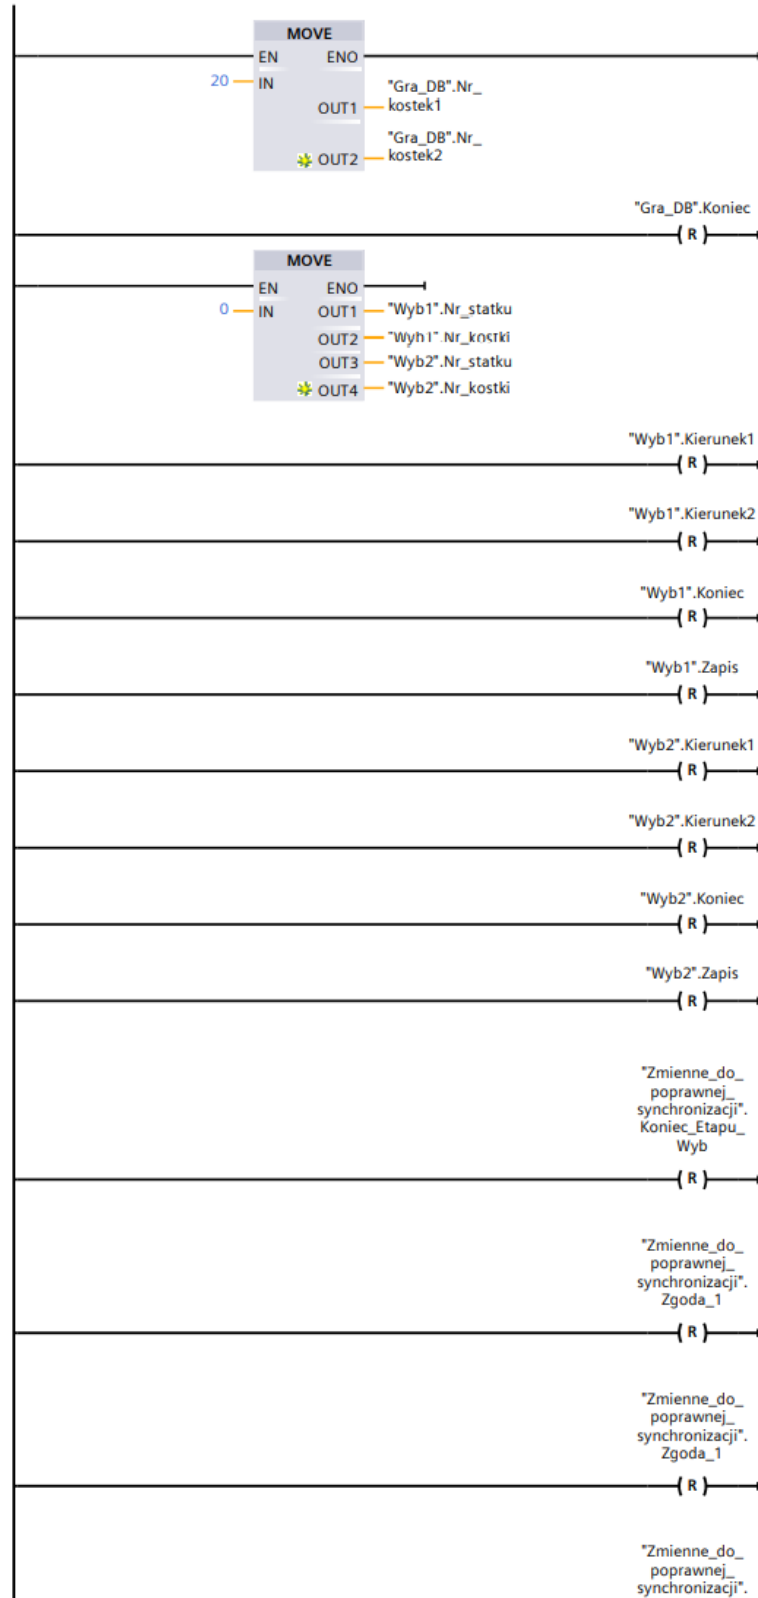 MOVE
EN ENO
20 IN
"Gra_DB".Nr_
OUT1 kostek1
"Gra_DB".Nr_
OUT2 kostek2
"Gra_DB".Koniec
( R )
MOVE
EN ENO
0 IN OUT1 "Wyb1".Nr_statku
OUT2 "Wyb1".Nr_kostki
OUT3 "Wyb2".Nr_statku
OUT4 "Wyb2".Nr_kostki
"Wyb1".Kierunek1
( R )
"Wyb1".Kierunek2
( R )
"Wyb1".Koniec
( R )
"Wyb1".Zapis
( R )
"Wyb2".Kierunek1
( R )
"Wyb2".Kierunek2
( R )
"Wyb2".Koniec
( R )
"Wyb2".Zapis
( R )
"Zmienne_do_
poprawnej_
synchronizacji".
Koniec_Etapu_
Wyb
( R )
"Zmienne_do_
poprawnej_
synchronizacji".
Zgoda_1
( R )
"Zmienne_do_
poprawnej_
synchronizacji".
Zgoda_1
( R )
"Zmienne_do_
poprawnej_
synchronizacji".